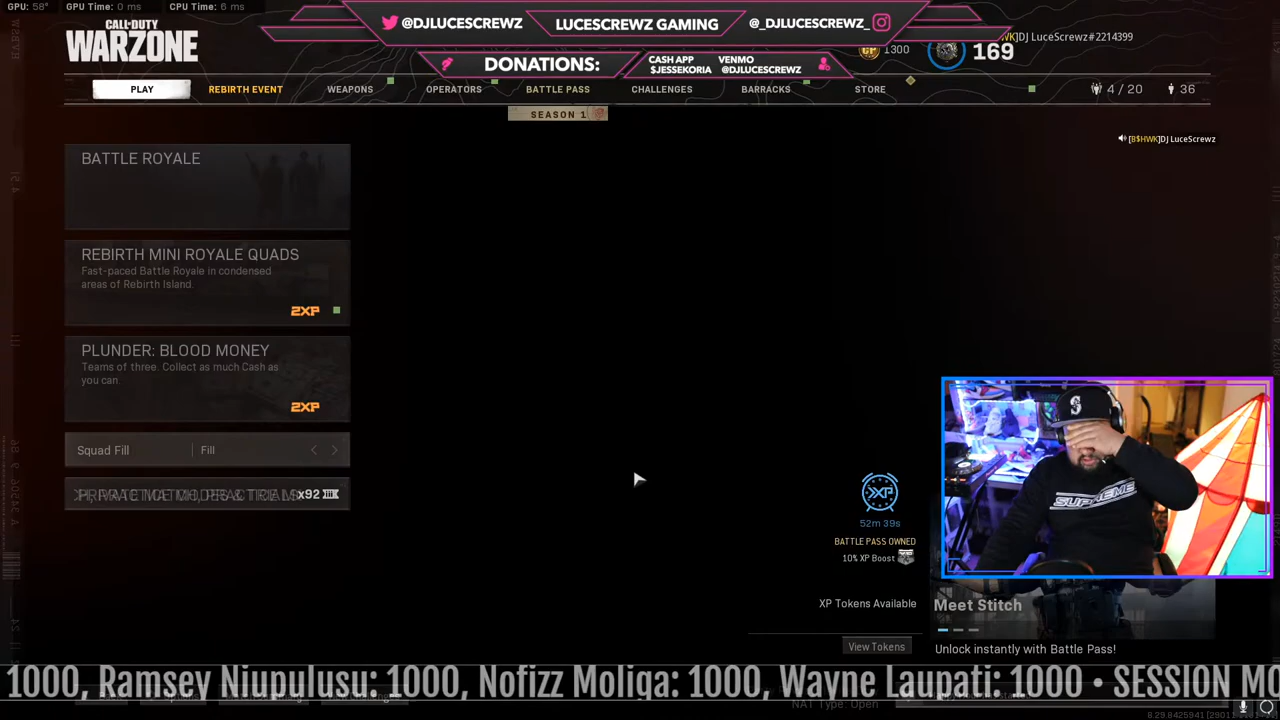 GPU: 58° GPU Time: 0 ms CPU Time: 6 ms
CALL·DUTY
WARZONE
@DJLUCESCREWZ
LUCESCREWZ GAMING
@_DJLUCESCREWZ_
DONATIONS:
CASH APP
$JESSEKORIA
VENMO
@DJLUCESCREWZ
1300
]DJ LuceScrewz#2214399
169
PLAY
REBIRTH EVENT
WEAPONS
OPERATORS
BATTLE PASS
CHALLENGES
BARRACKS
STORE
4 / 20
36
SEASON 1
[B$HWK]DJ LuceScrewz
BATTLE ROYALE
REBIRTH MINI ROYALE QUADS
Fast-paced Battle Royale in condensed
areas of Rebirth Island.
2XP
PLUNDER: BLOOD MONEY
Teams of three. Collect as much Cash as
you can.
2XP
Squad Fill
Fill
x92
XP
52m 39s
BATTLE PASS OWNED
10% XP Boost
XP Tokens Available
View Tokens
SUPREME
Meet Stitch
Unlock instantly with Battle Pass!
1000, Ramsey Niupulusu: 1000, Nofizz Moliga: 1000, Wayne Laupati: 1000 • SESSION MO
NAT Type: Open